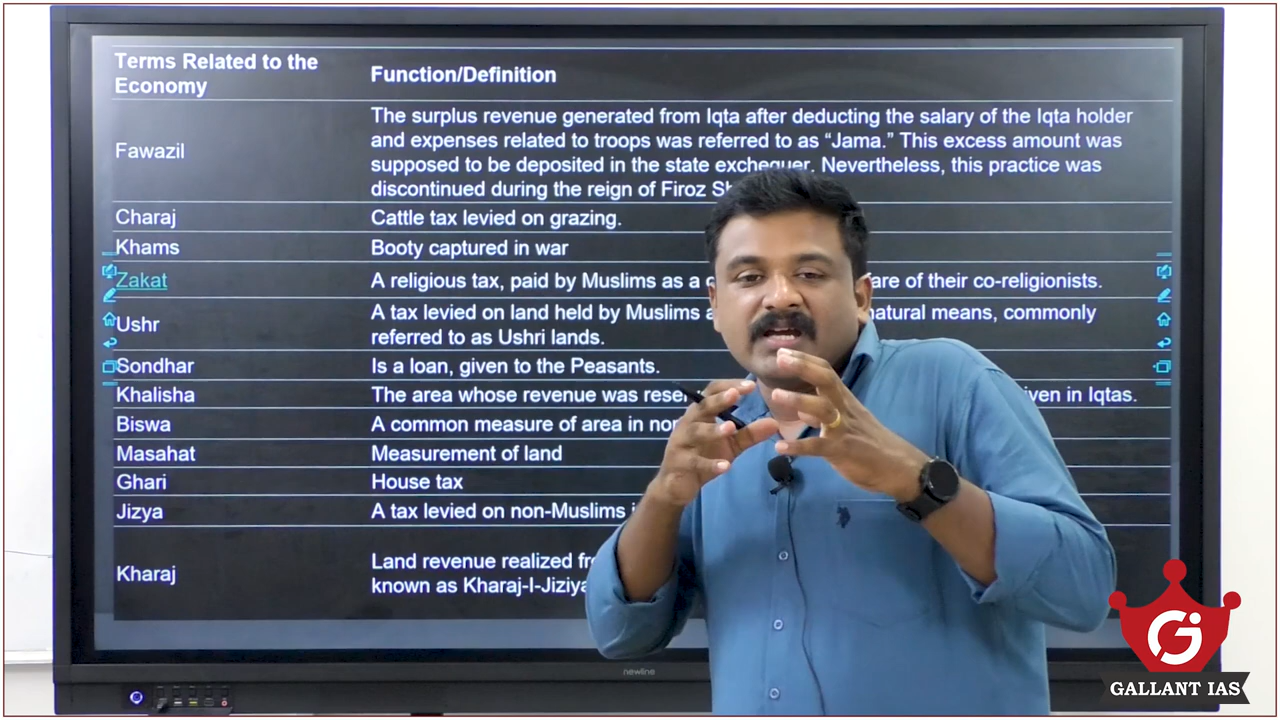 Terms Related to the
Economy
Function/Definition
Fawazil
The surplus revenue generated from Iqta after deducting the salary of the Iqta holder
and expenses related to troops was referred to as “Jama.” This excess amount was
supposed to be deposited in the state exchequer. Nevertheless, this practice was
discontinued during the reign of Firoz
Charaj
Cattle tax levied on grazing.
Khams
Booty captured in war
Zakat
A religious tax, paid by Muslims as a of their co-religionists.
Ushr
A tax levied on land held by Muslims natural means, commonly
referred to as Ushri lands.
Sondhar
Is a loan, given to the Peasants.
Khalisha
The area whose revenue was in Iqtas.
Biswa
A common measure of area in
Masahat
Measurement of land
Ghari
House tax
Jizya
A tax levied on non-Muslims
Kharaj
Land revenue realized
known as Kharaj-I-Jiziya
newline
GALLANT IAS